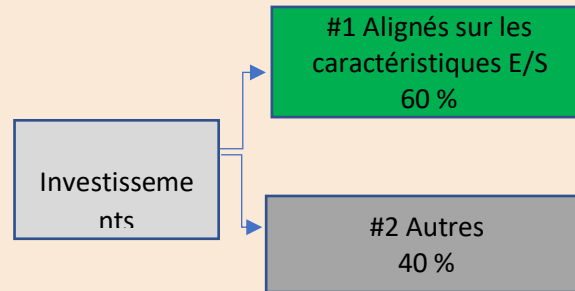 #1 Alignés sur les
caractéristiques E/S
60 %
Investisseme
nts
#2 Autres
40 %